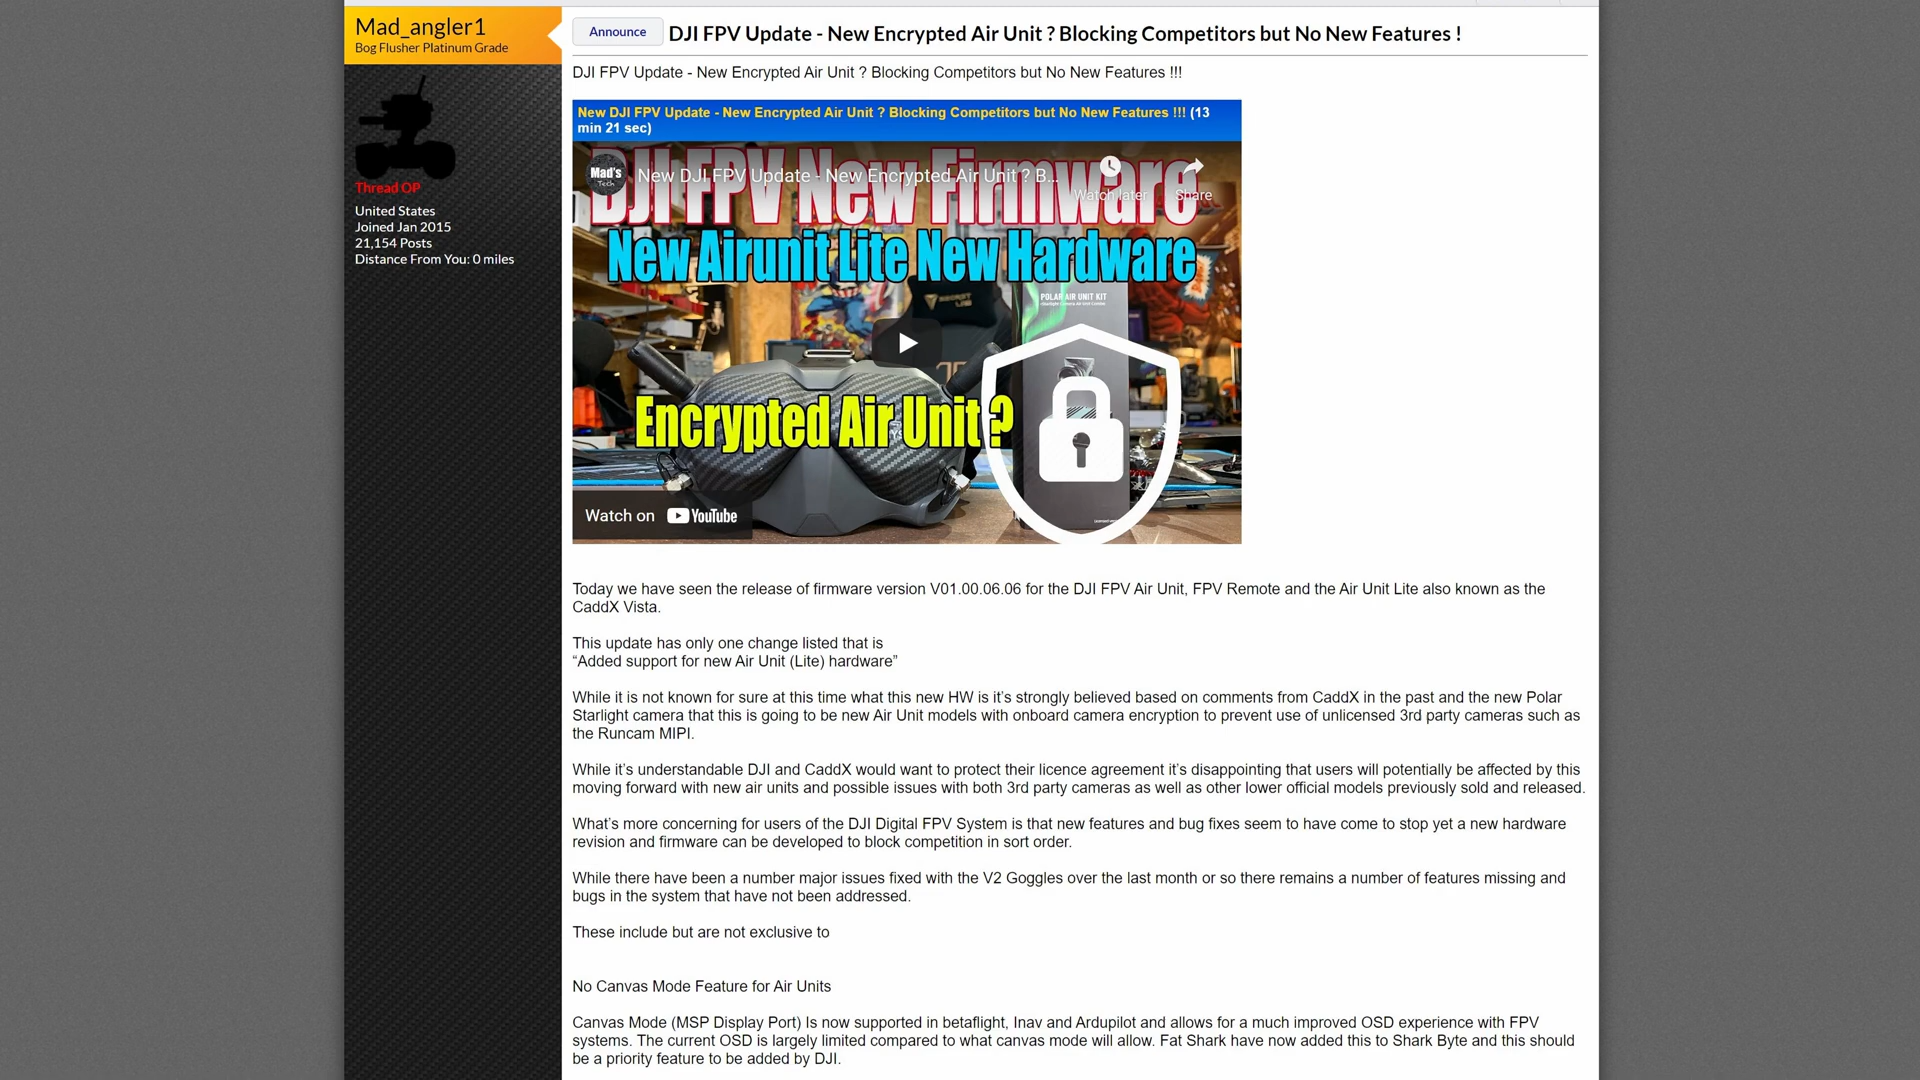 Mad_angler1
Bog Flusher Platinum Grade
Thread OP
United States
Joined Jan 2015
21,154 Posts
Distance From You: 0 miles
Announce DJI FPV Update - New Encrypted Air Unit ? Blocking Competitors but No New Features !
DJI FPV Update - New Encrypted Air Unit ? Blocking Competitors but No New Features !!!
New DJI FPV Update - New Encrypted Air Unit ? Blocking Competitors but No New Features !!! (13
min 21 sec)
DJI FPV New Firmware
Mad's
Tech
New DJI FPV Update - New Encrypted Air Unit ? B...
Watch later
Share
New Airunit Lite New Hardware
SECRET
LAB
POLAR AIR UNIT KIT
Encrypted Air Unit ?
Watch on YouTube
Today we have seen the release of firmware version V01.00.06.06 for the DJI FPV Air Unit, FPV Remote and the Air Unit Lite also known as the
CaddX Vista.
This update has only one change listed that is
“Added support for new Air Unit (Lite) hardware”
While it is not known for sure at this time what this new HW is it’s strongly believed based on comments from CaddX in the past and the new Polar
Starlight camera that this is going to be new Air Unit models with onboard camera encryption to prevent use of unlicensed 3rd party cameras such as
the Runcam MIPI.
While it’s understandable DJI and CaddX would want to protect their licence agreement it’s disappointing that users will potentially be affected by this
moving forward with new air units and possible issues with both 3rd party cameras as well as other lower official models previously sold and released.
What’s more concerning for users of the DJI Digital FPV System is that new features and bug fixes seem to have come to stop yet a new hardware
revision and firmware can be developed to block competition in sort order.
While there have been a number major issues fixed with the V2 Goggles over the last month or so there remains a number of features missing and
bugs in the system that have not been addressed.
These include but are not exclusive to
No Canvas Mode Feature for Air Units
Canvas Mode (MSP Display Port) Is now supported in betaflight, Inav and Ardupilot and allows for a much improved OSD experience with FPV
systems. The current OSD is largely limited compared to what canvas mode will allow. Fat Shark have now added this to Shark Byte and this should
be a priority feature to be added by DJI.